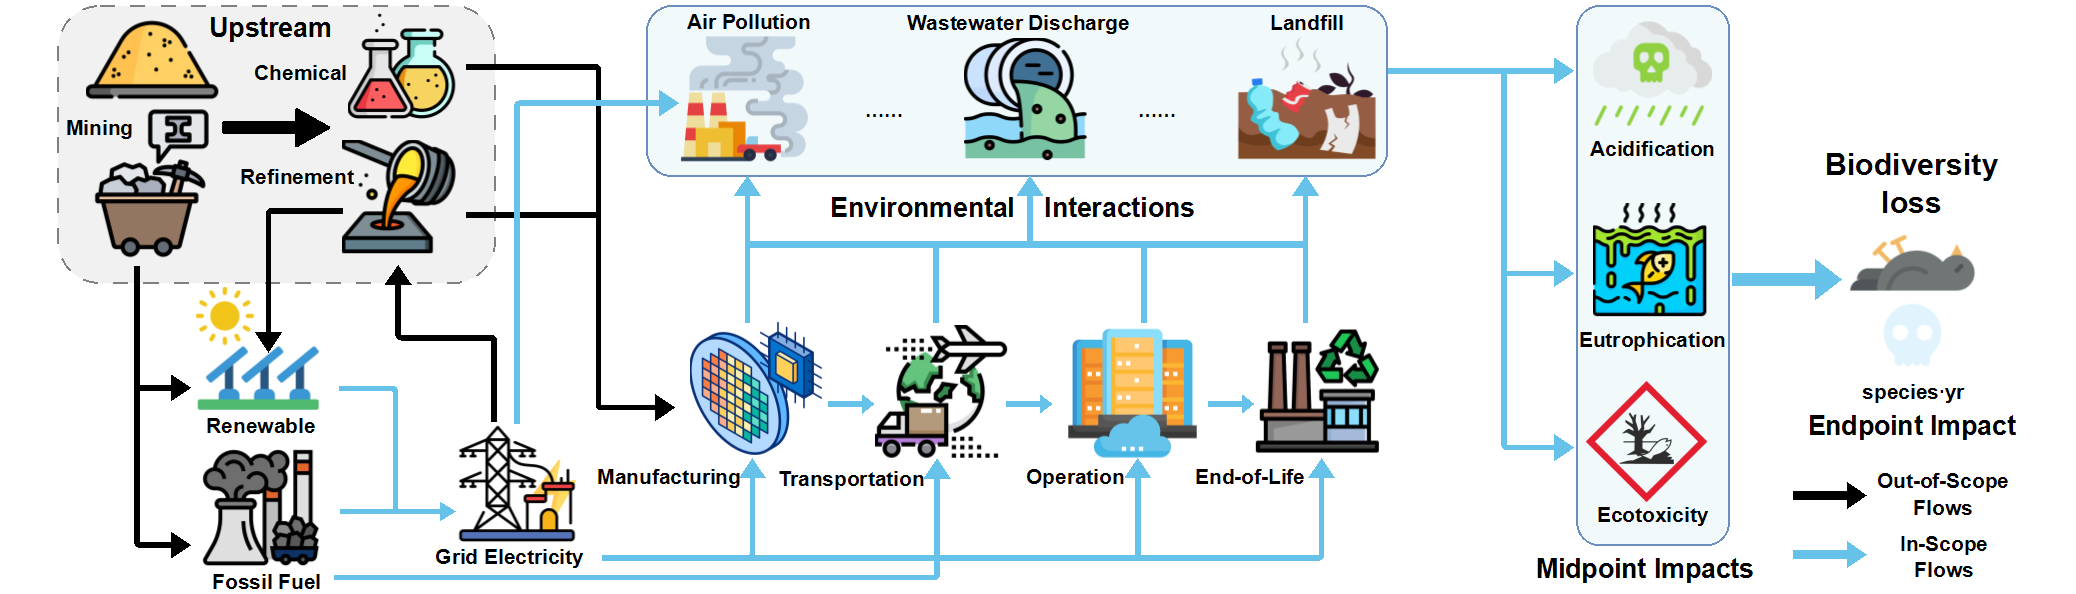 Upstream
Chemical
Mining
Refinement
Renewable
Fossil Fuel
Grid Electricity
Air Pollution
......
Wastewater Discharge
......
Landfill
Environmental Interactions
Manufacturing
Transportation
Operation
End-of-Life
Acidification
Eutrophication
Ecotoxicity
Midpoint Impacts
Biodiversity
loss
species·yr
Endpoint Impact
Out-of-Scope
Flows
In-Scope
Flows